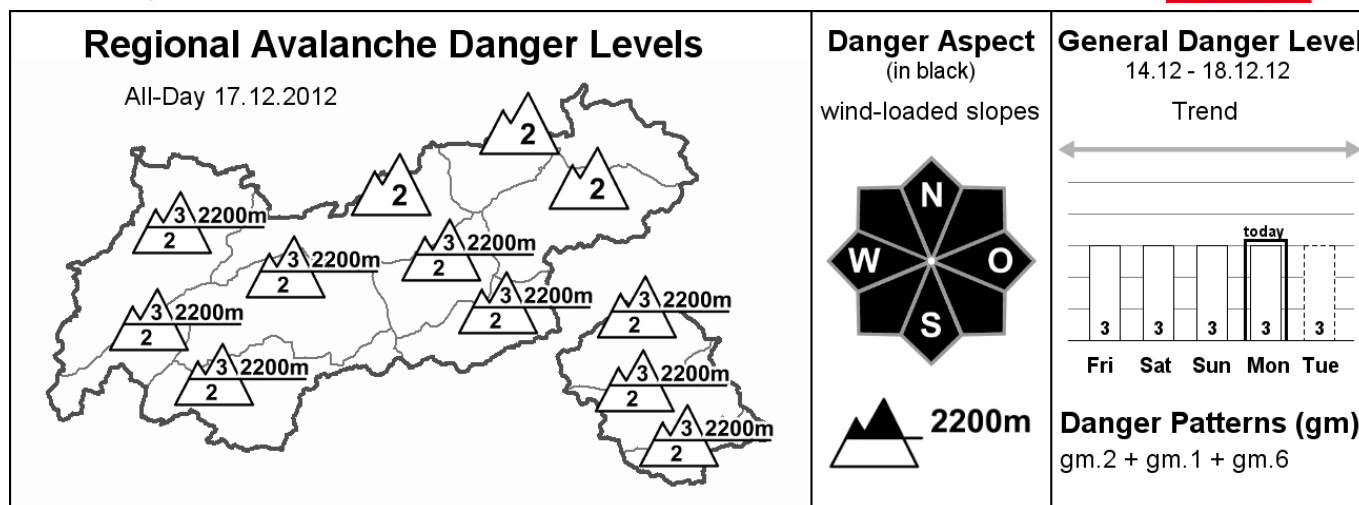 Regional Avalanche Danger Levels
All-Day 17.12.2012
2
2
2
2
3 2200m
2
3 2200m
2
3 2200m
2
3 2200m
2
3 2200m
2
3 2200m
2
3 2200m
2
3 2200m
2
3 2200m
2
Danger Aspect
(in black)
wind-loaded slopes
N
W
O
S
2200m
General Danger Level
14.12 - 18.12.12
Trend
today
3 3 3 3 3
Fri Sat Sun Mon Tue
Danger Patterns (gm)
gm.2 + gm.1 + gm.6